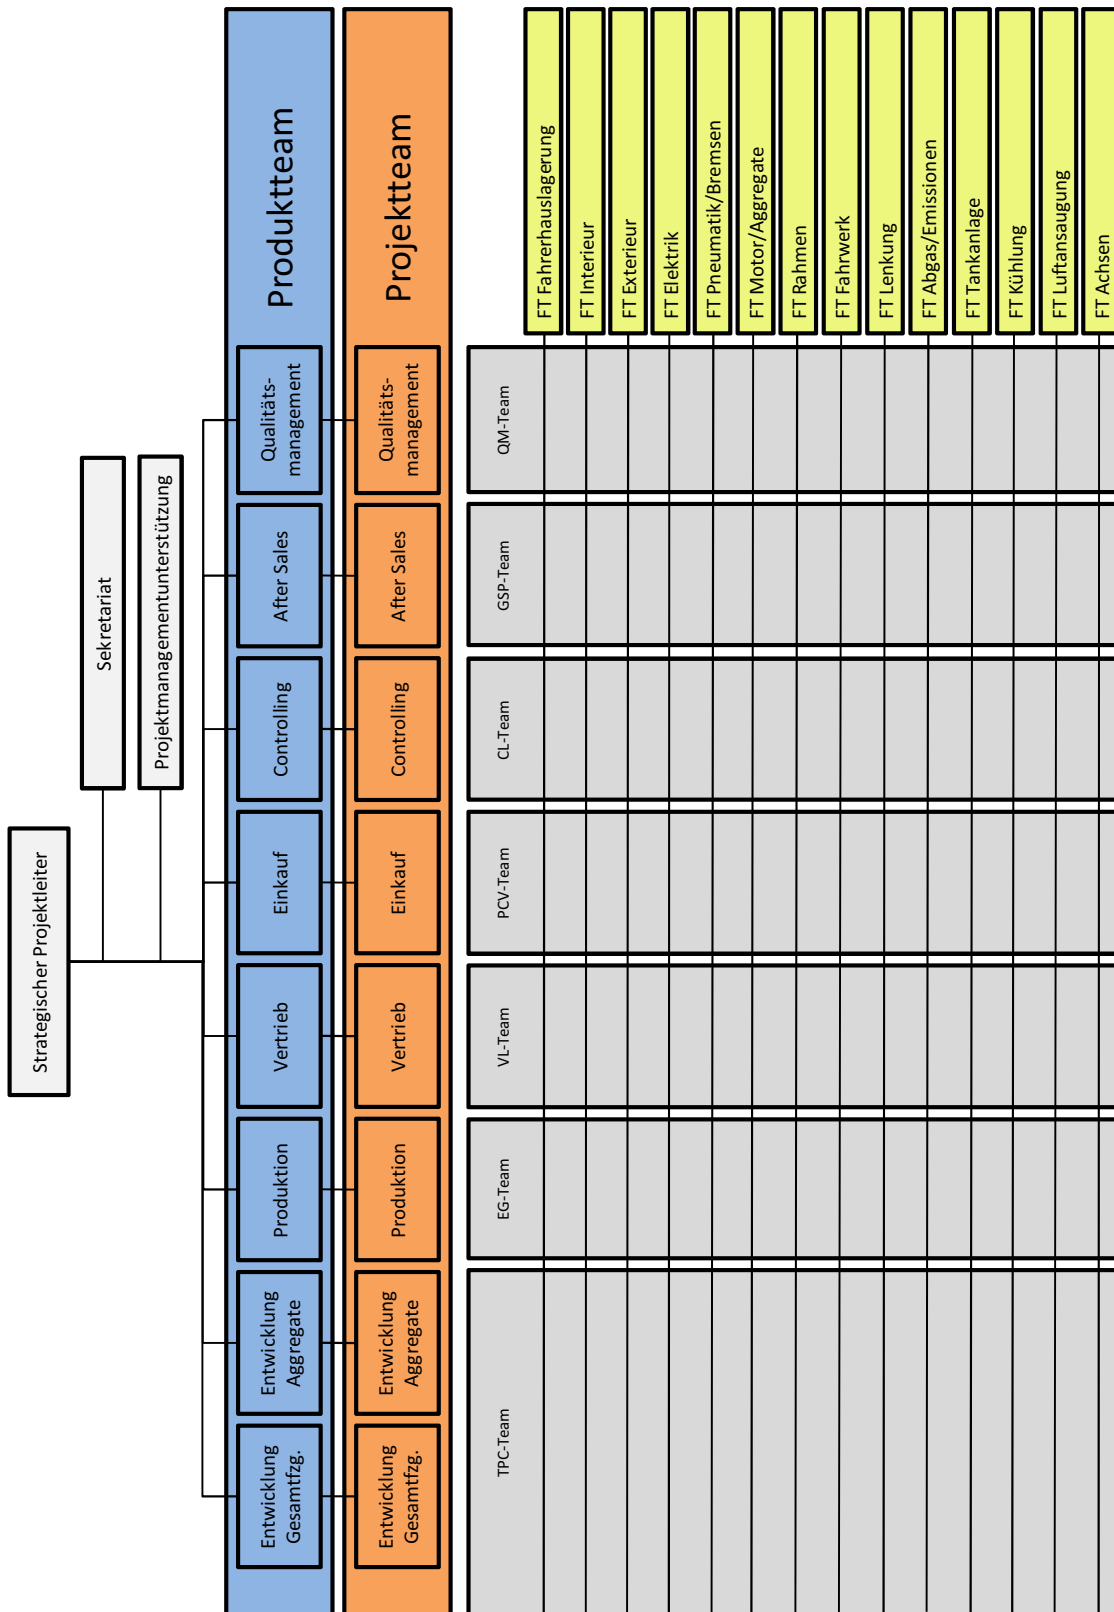 Strategischer Projektleiter
Sekretariat
Projektmanagementunterstützung
Entwicklung
Gesamtfzg.
Entwicklung
Aggregate
Produktion
Vertrieb
Einkauf
Controlling
After Sales
Qualitäts-
management
Produktteam
Entwicklung
Gesamtfzg.
Entwicklung
Aggregate
Produktion
Vertrieb
Einkauf
Controlling
After Sales
Qualitäts-
management
Projektteam
TPC-Team
EG-Team
VL-Team
PCV-Team
CL-Team
GSP-Team
QM-Team
FT Fahrerhauslagerung
FT Interieur
FT Exterieur
FT Elektrik
FT Pneumatik/Bremsen
FT Motor/Aggregate
FT Rahmen
FT Fahrwerk
FT Lenkung
FT Abgas/Emissionen
FT Tankanlage
FT Kühlung
FT Luftansaugung
FT Achsen